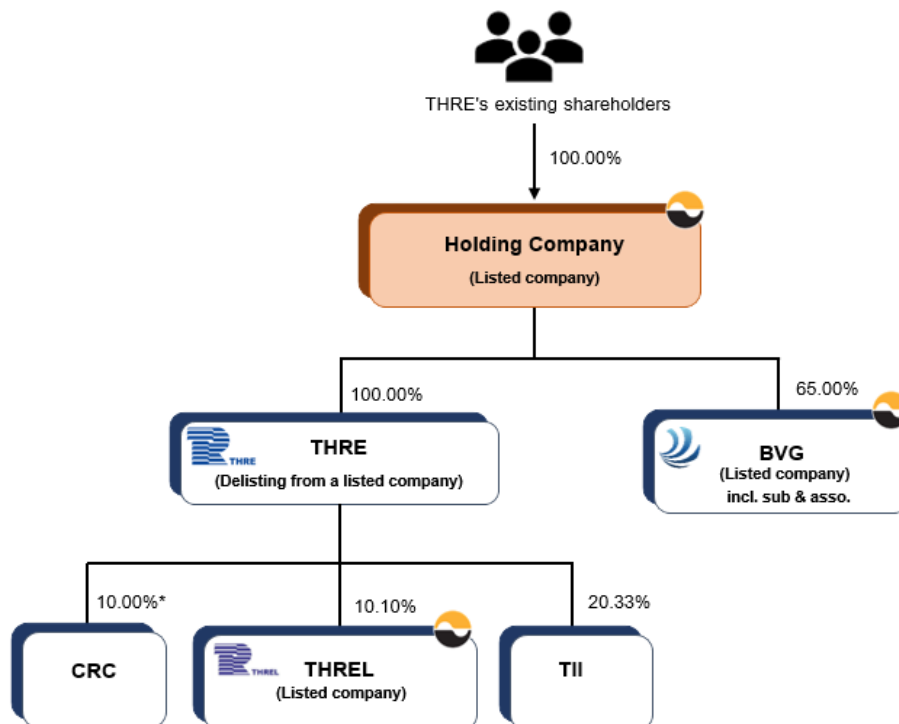 THRE's existing shareholders
100.00%
Holding Company
(Listed company)
100.00%
65.00%
THRE
THRE
(Delisting from a listed company)
BVG
(Listed company)
incl. sub & asso.
10.00%*
10.10%
20.33%
CRC
THREL
THREL
(Listed company)
TII